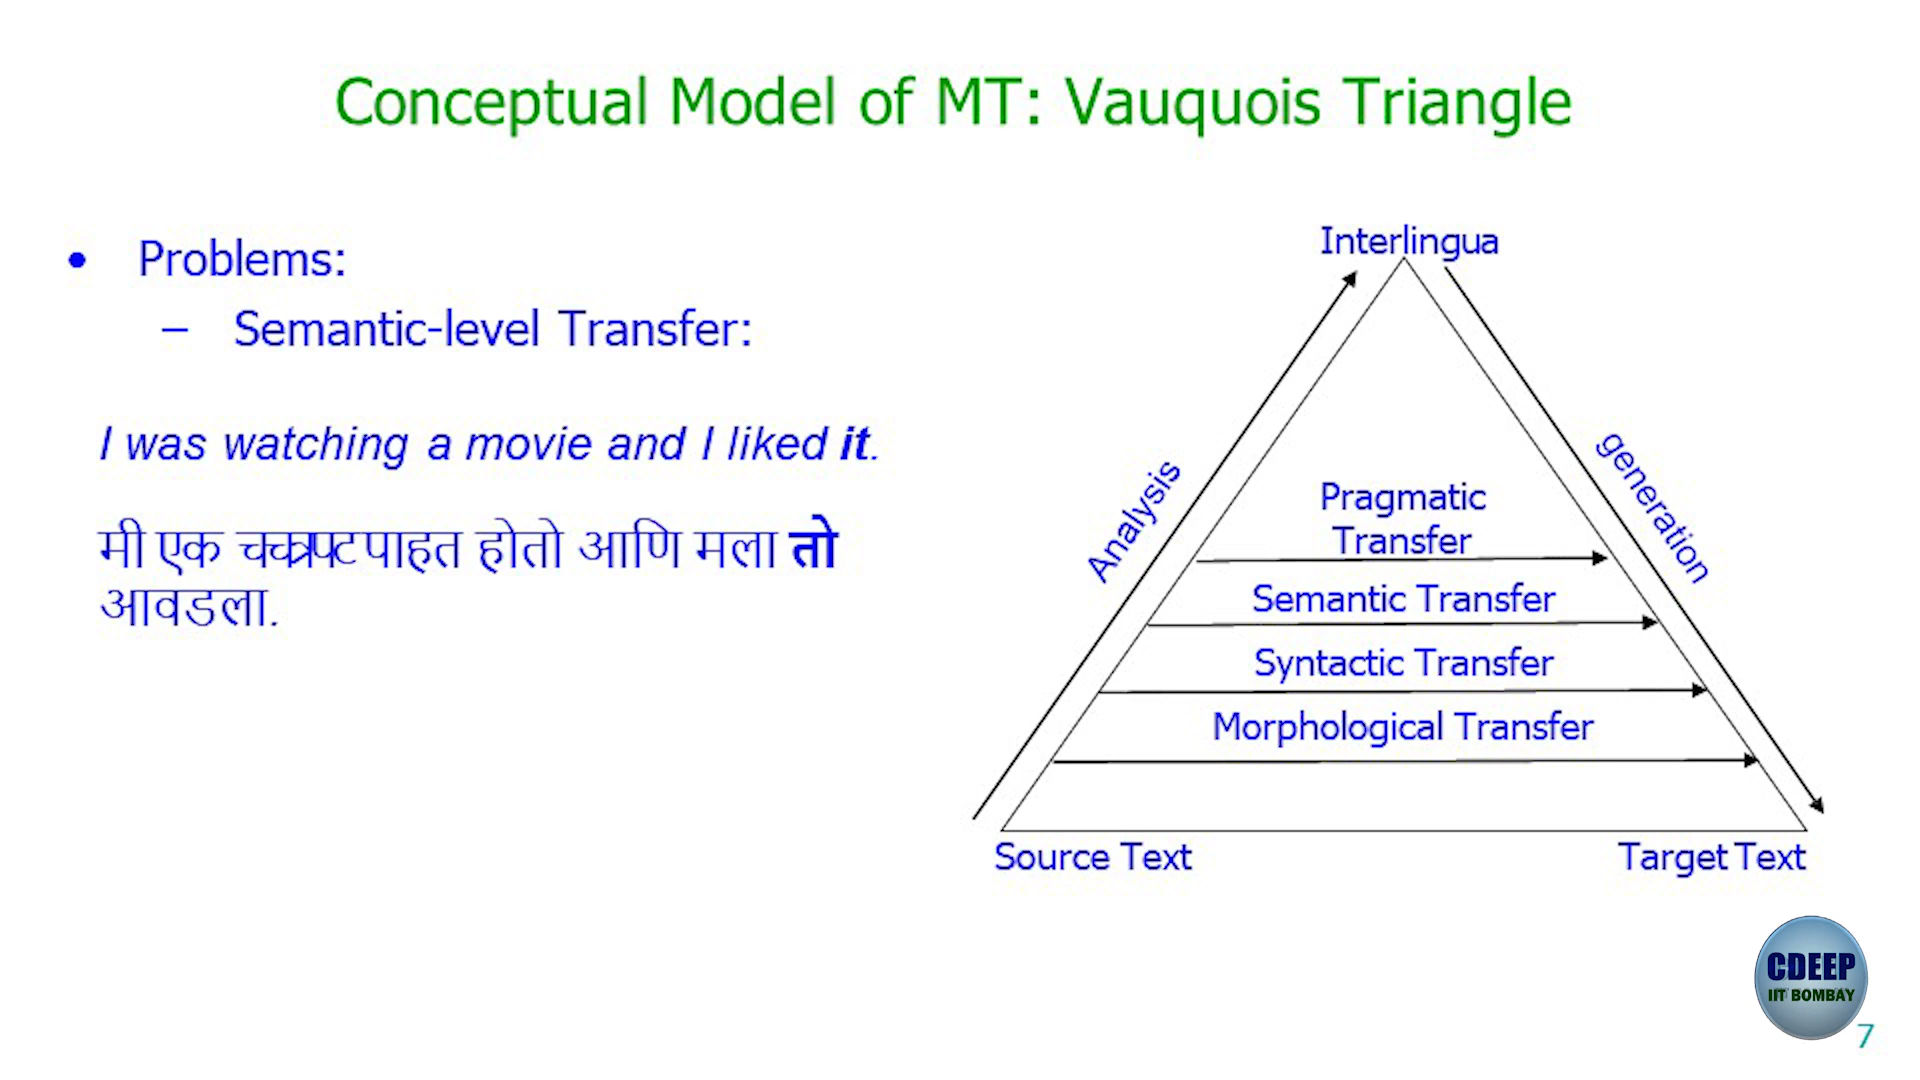 Conceptual Model of MT: Vauquois Triangle
• Problems:
– Semantic-level Transfer:
I was watching a movie and I liked it.
मी एक पाहत होतो आणि मला तो
आवडला.
Interlingua
Analysis
generation
Pragmatic
Transfer
Semantic Transfer
Syntactic Transfer
Morphological Transfer
Source Text
Target Text
CDEEP
IIT BOMBAY
7